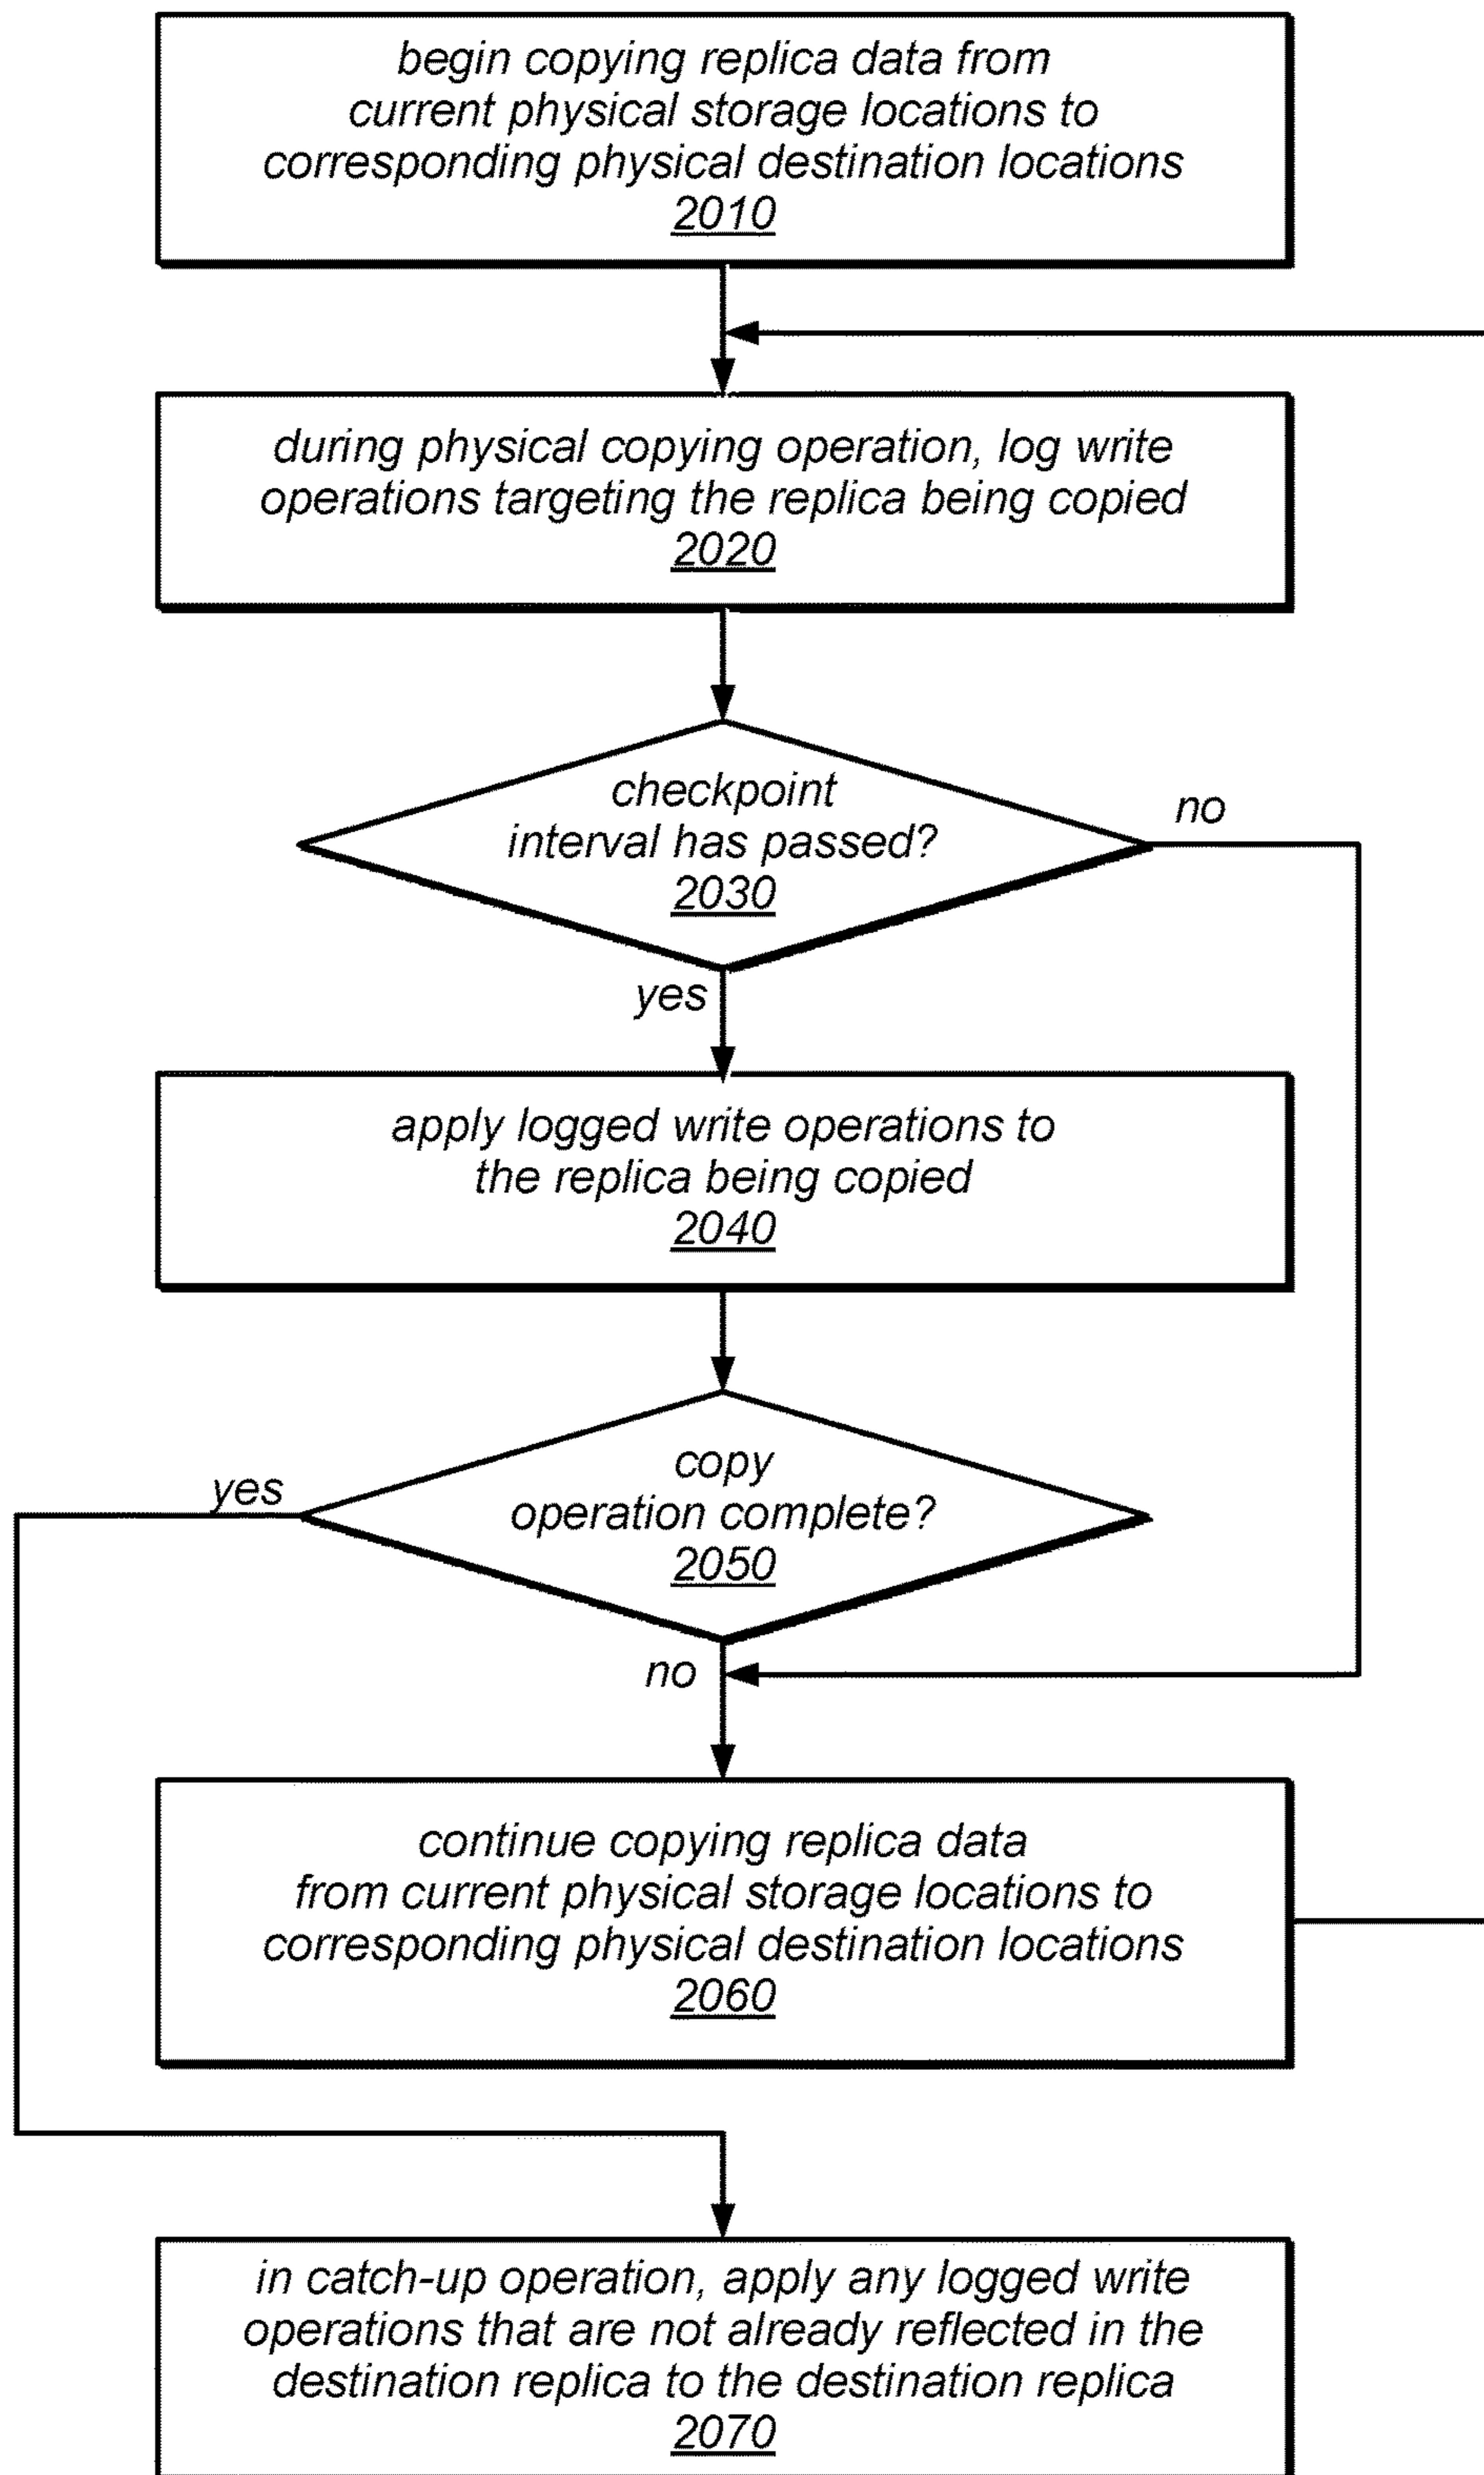 begin copying replica data from
current physical storage locations to
corresponding physical destination locations
2010
during physical copying operation, log write
operations targeting the replica being copied
2020
checkpoint
interval has passed?
2030
no
yes
apply logged write operations to
the replica being copied
2040
copy
operation complete?
2050
yes
no
continue copying replica data
from current physical storage locations to
corresponding physical destination locations
2060
in catch-up operation, apply any logged write
operations that are not already reflected in the
destination replica to the destination replica
2070